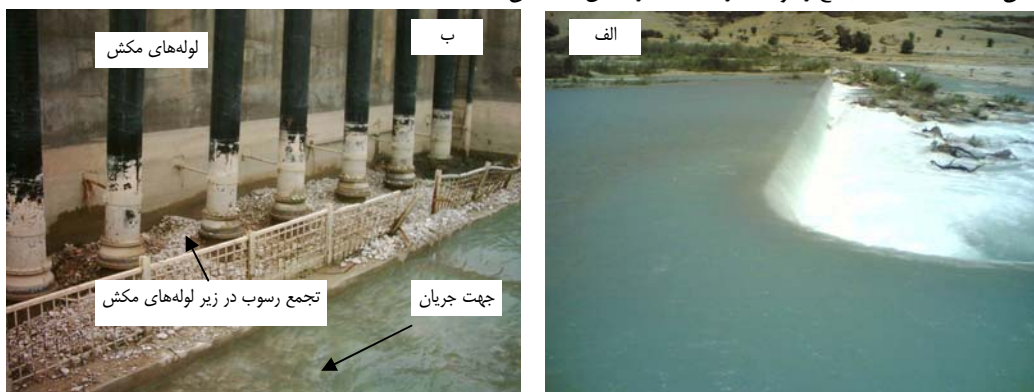 الف
ب
لوله‌های مکش
تجمع رسوب در زیر لوله‌های مکش
جهت جریان